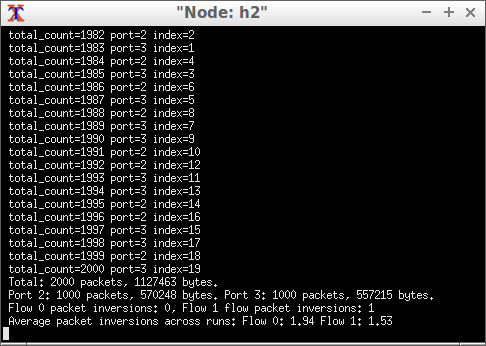 "Node: h2"
total_count=1982 port=2 index=2
total_count=1983 port=3 index=1
total_count=1984 port=2 index=4
total_count=1985 port=3 index=3
total_count=1986 port=2 index=6
total_count=1987 port=3 index=5
total_count=1988 port=2 index=8
total_count=1989 port=3 index=7
total_count=1990 port=3 index=9
total_count=1991 port=2 index=10
total_count=1992 port=2 index=12
total_count=1993 port=3 index=11
total_count=1994 port=3 index=13
total_count=1995 port=2 index=14
total_count=1996 port=2 index=16
total_count=1997 port=3 index=15
total_count=1998 port=3 index=17
total_count=1999 port=2 index=18
total_count=2000 port=3 index=19
Total: 2000 packets, 1127463 bytes.
Port 2: 1000 packets, 570248 bytes. Port 3: 1000 packets, 557215 bytes.
Flow 0 packet inversions: 0, Flow 1 flow packet inversions: 1
Average packet inversions across runs: Flow 0: 1.94 Flow 1: 1.53